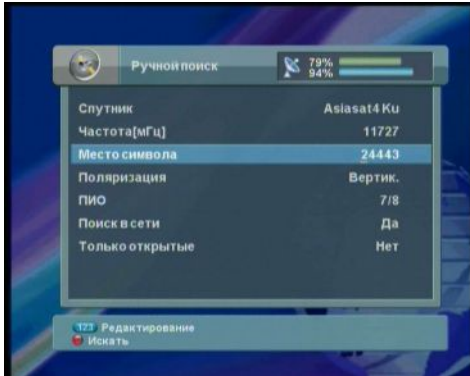 Ручной поиск
79%
94%
Спутник Asiasat4 Ku
Частота[мГц] 11727
Место символа 24443
Поляризация Вертик.
ПИО 7/8
Поиск в сети Да
Только открытые Нет
123 Редактирование
Искать